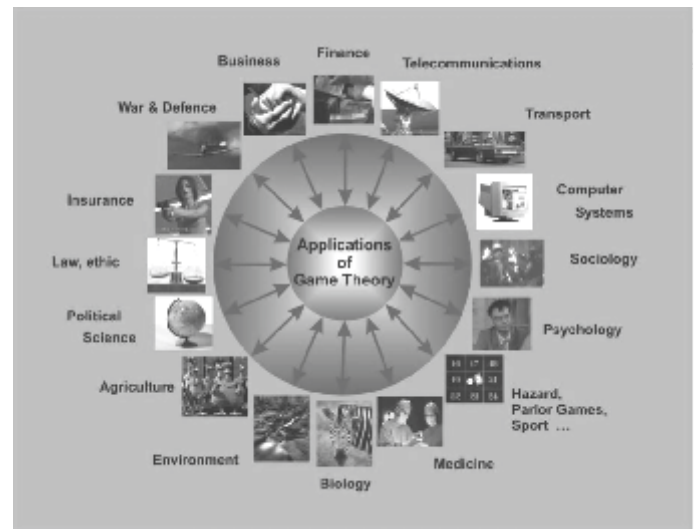 Finance
Business
Telecommunications
War & Defence
Transport
Insurance
Computer
Systems
Applications
of
Game Theory
Law, ethic
Sociology
Political
Science
Psychology
Agriculture
Hazard,
Parlor Games,
Sport ...
Environment
Medicine
Biology